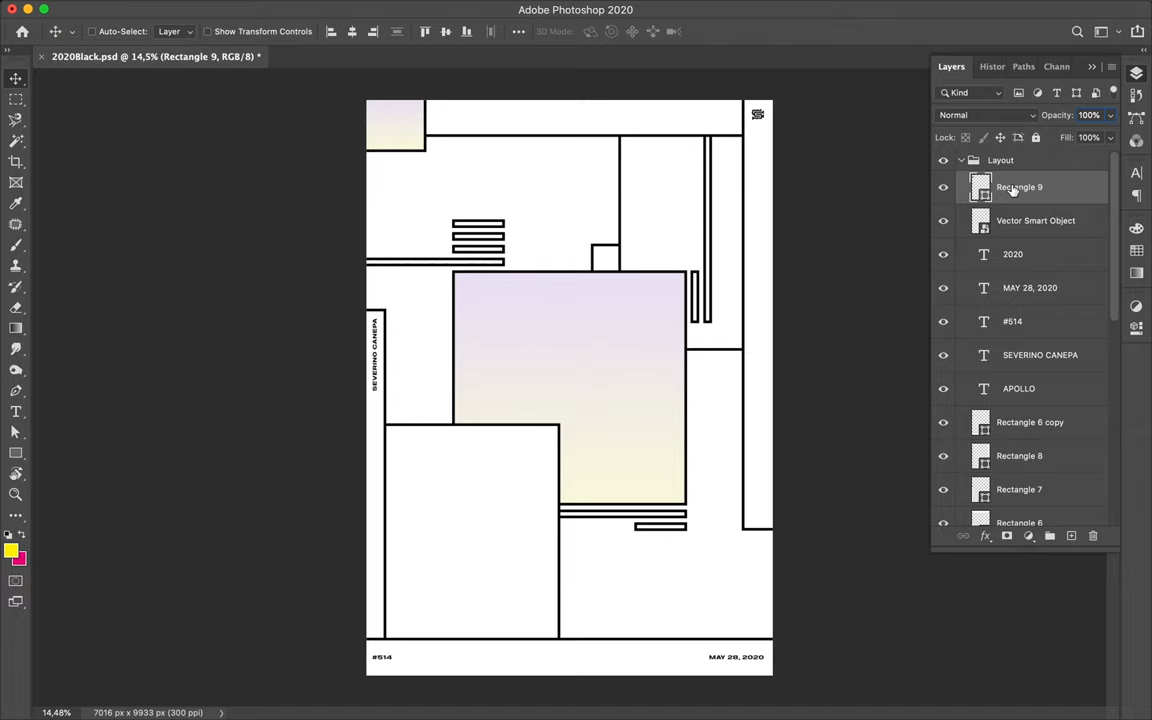 Adobe Photoshop 2020
Auto-Select: Layer Show Transform Controls 3D Mode:
2020Black.psd @ 14,5% (Rectangle 9, RGB/8) *
Layers Histor Paths Chann
Kind
Normal Opacity: 100%
Lock: Fill: 100%
Layout
Rectangle 9
Vector Smart Object
2020
MAY 28, 2020
#514
SEVERINO CANEPA
APOLLO
Rectangle 6 copy
Rectangle 8
Rectangle 7
Rectangle 6
SEVERINO CANEPA
#514 MAY 28, 2020
14,48% 7016 px x 9933 px (300 ppi)